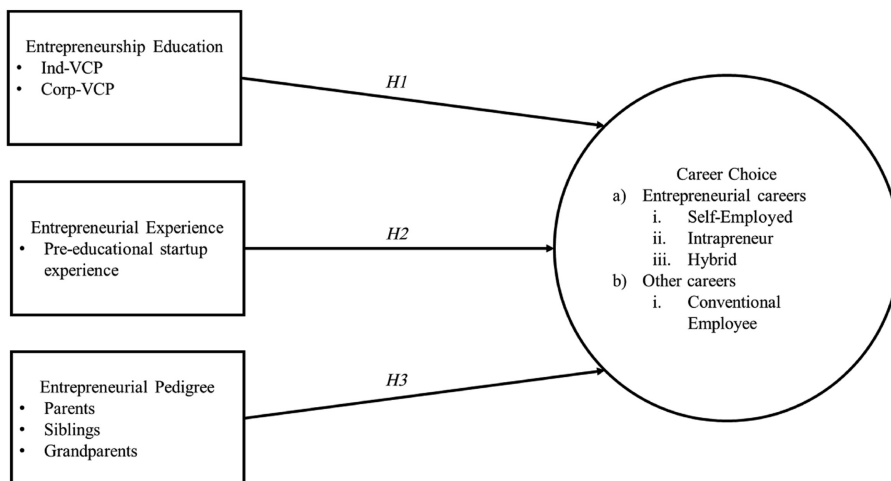 Entrepreneurship Education
• Ind-VCP
• Corp-VCP
H1
Entrepreneurial Experience
• Pre-educational startup
experience
H2
Entrepreneurial Pedigree
• Parents
• Siblings
• Grandparents
H3
Career Choice
a) Entrepreneurial careers
i. Self-Employed
ii. Intrapreneur
iii. Hybrid
b) Other careers
i. Conventional
Employee